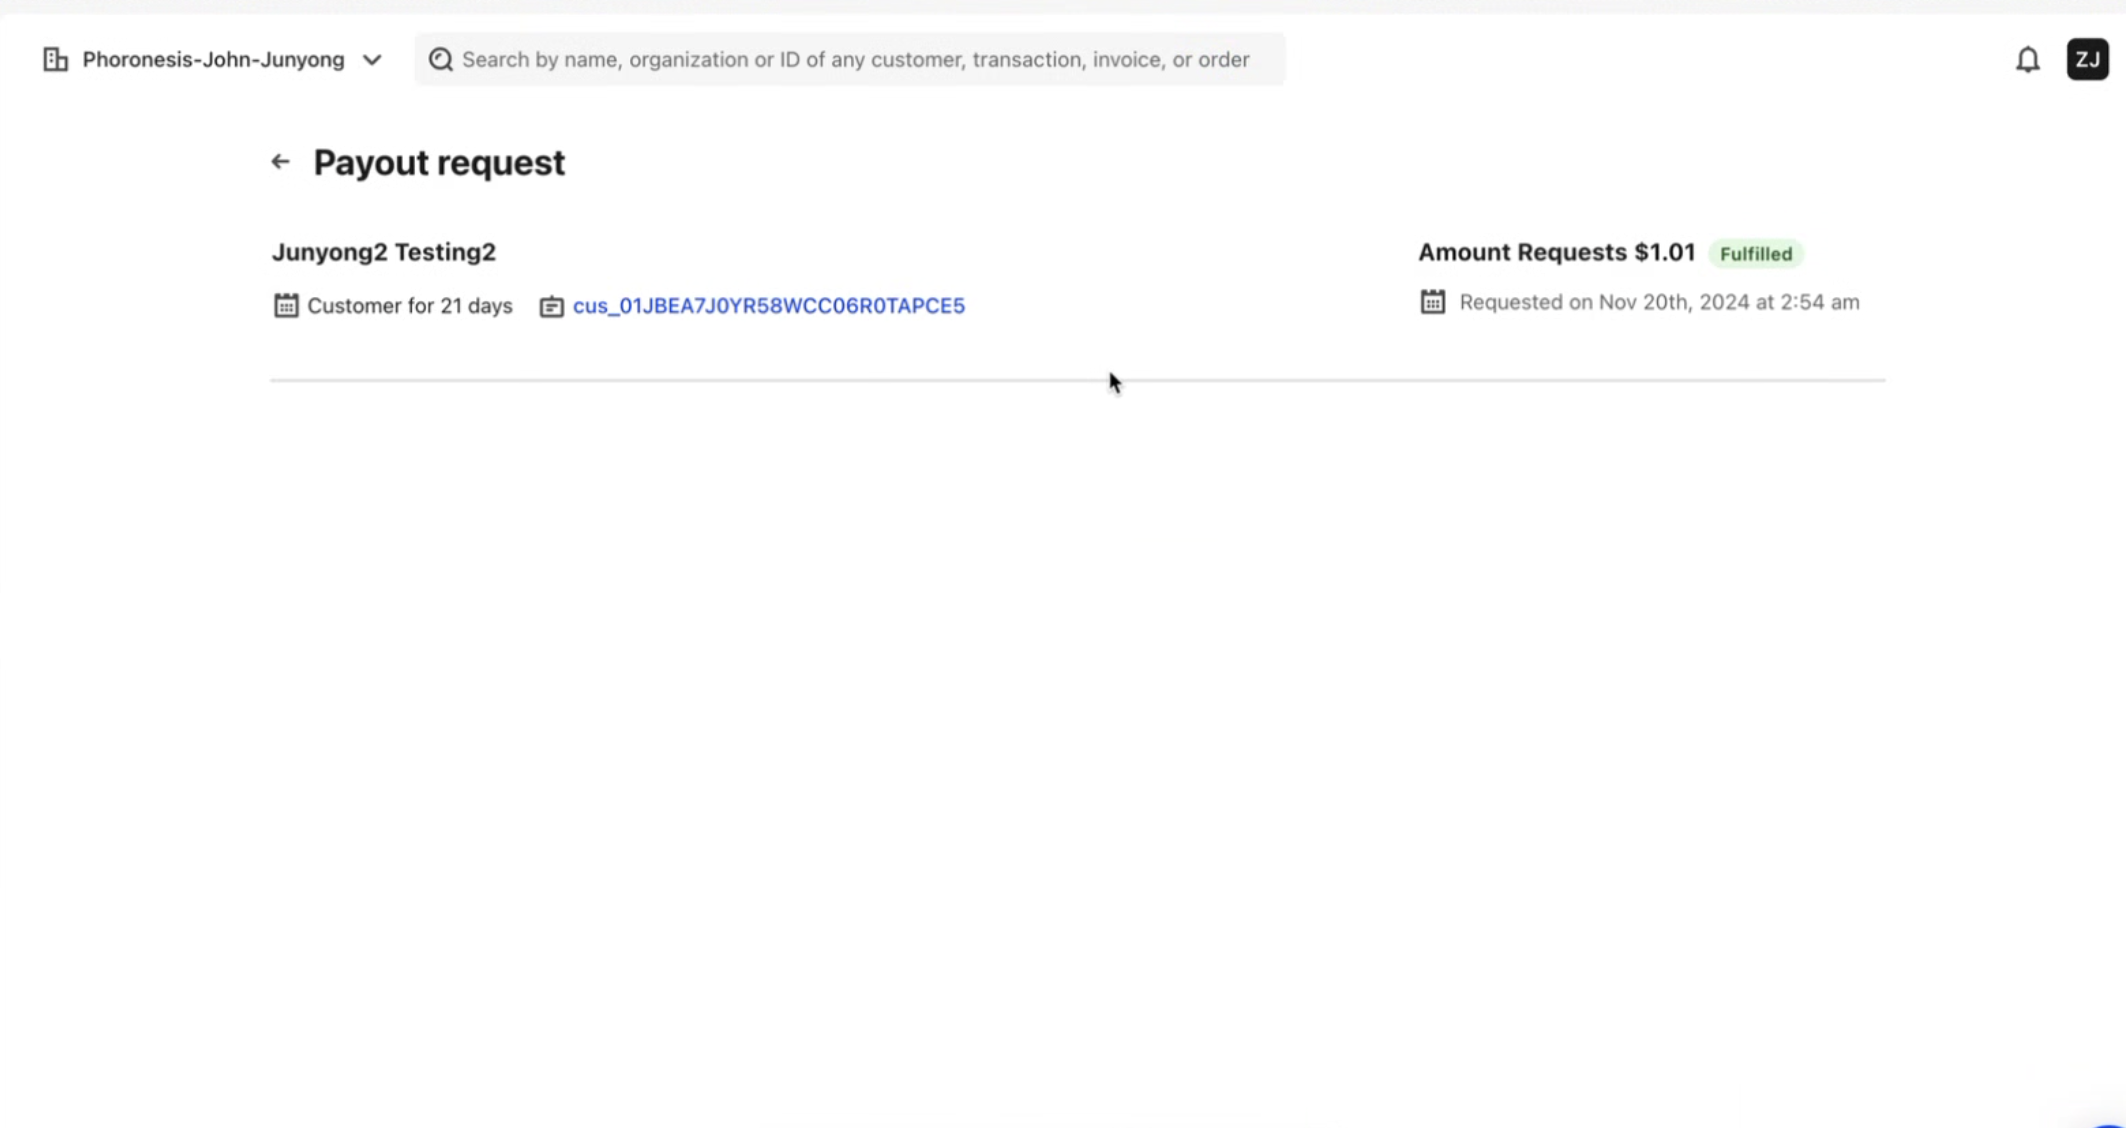 Phoronesis-John-Junyong
Search by name, organization or ID of any customer, transaction, invoice, or order
ZJ
Payout request
Junyong2 Testing2
Amount Requests $1.01 Fulfilled
Customer for 21 days cus_01JBEA7J0YR58WCC06R0TAPCE5
Requested on Nov 20th, 2024 at 2:54 am